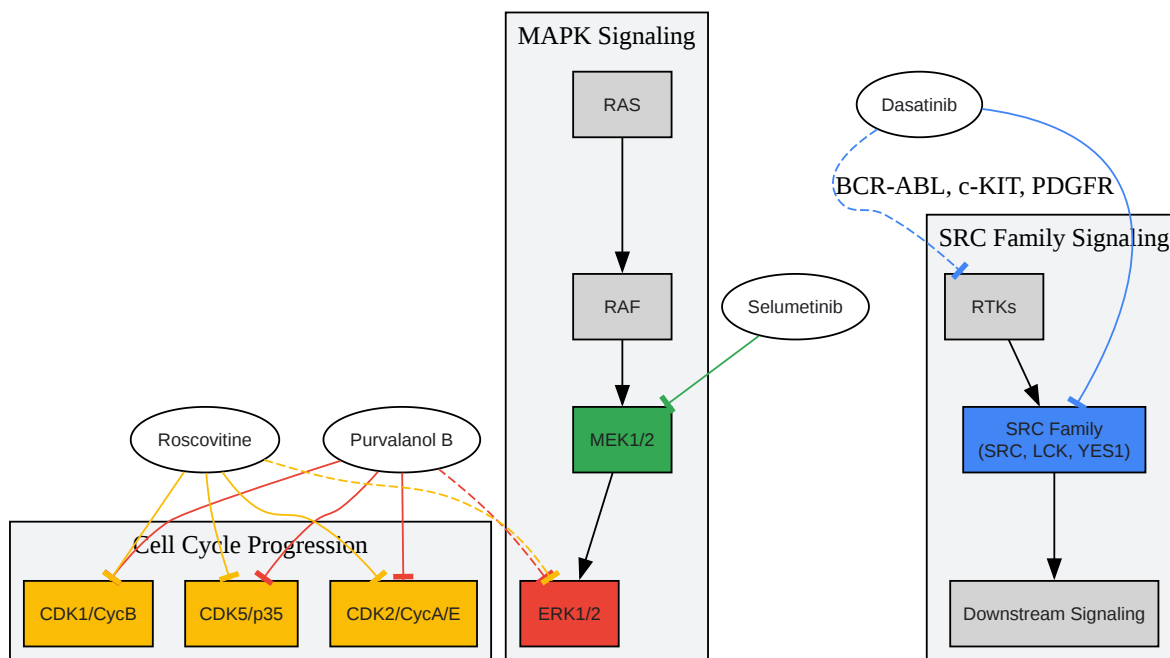 MAPK Signaling
RAS
Dasatinib
BCR-ABL, c-KIT, PDGFR
SRC Family Signaling
RAF
Selumetinib
RTKs
Roscovitine
Purvalanol B
MEK1/2
SRC Family
(SRC, LCK, YES1)
Cell Cycle Progression
CDK1/CycB
CDK5/p35
CDK2/CycA/E
ERK1/2
Downstream Signaling